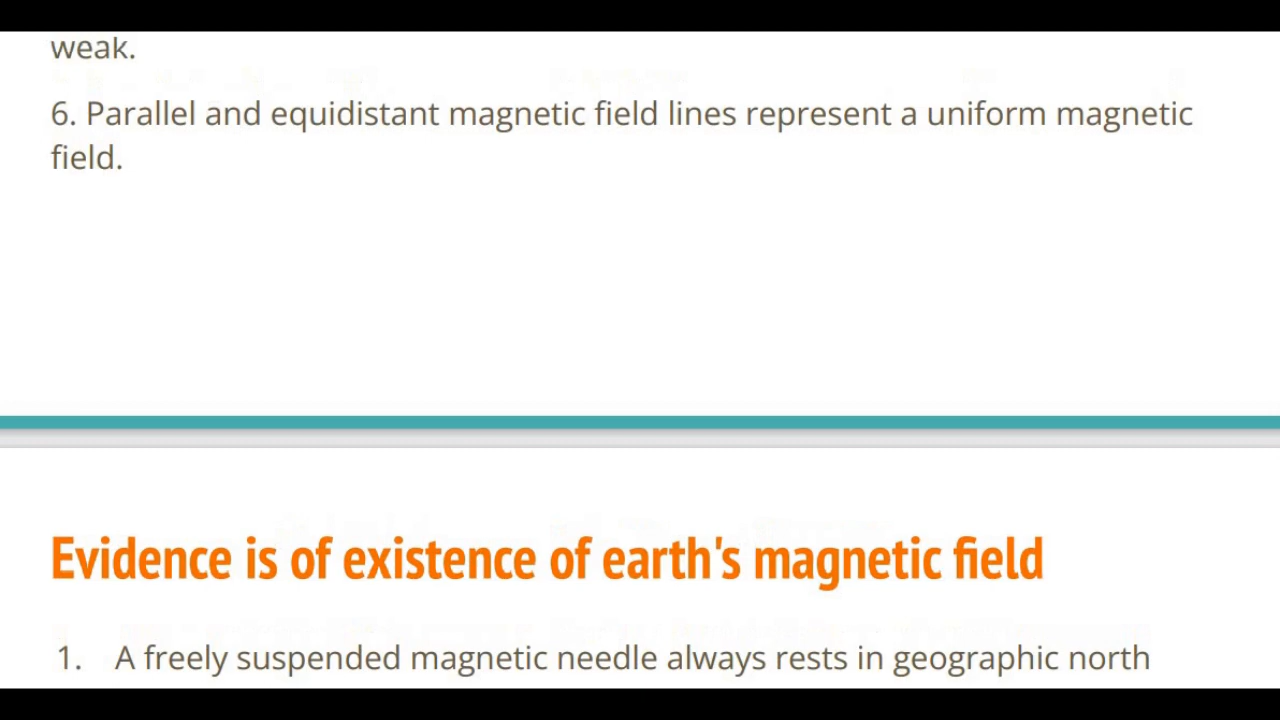 weak.
6. Parallel and equidistant magnetic field lines represent a uniform magnetic
field.
Evidence is of existence of earth's magnetic field
1. A freely suspended magnetic needle always rests in geographic north